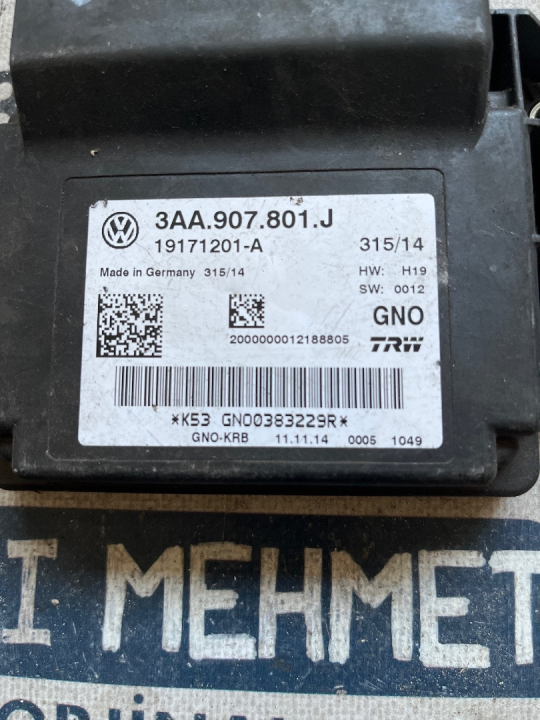 3AA.907.801.J
19171201-A 315/14
Made in Germany 315/14 HW: H19
SW: 0012
GNO
2000000012188805 TRW
*K53 GNO0383229R*
GNO-KRB 11.11.14 0005 1049
I MEHMET